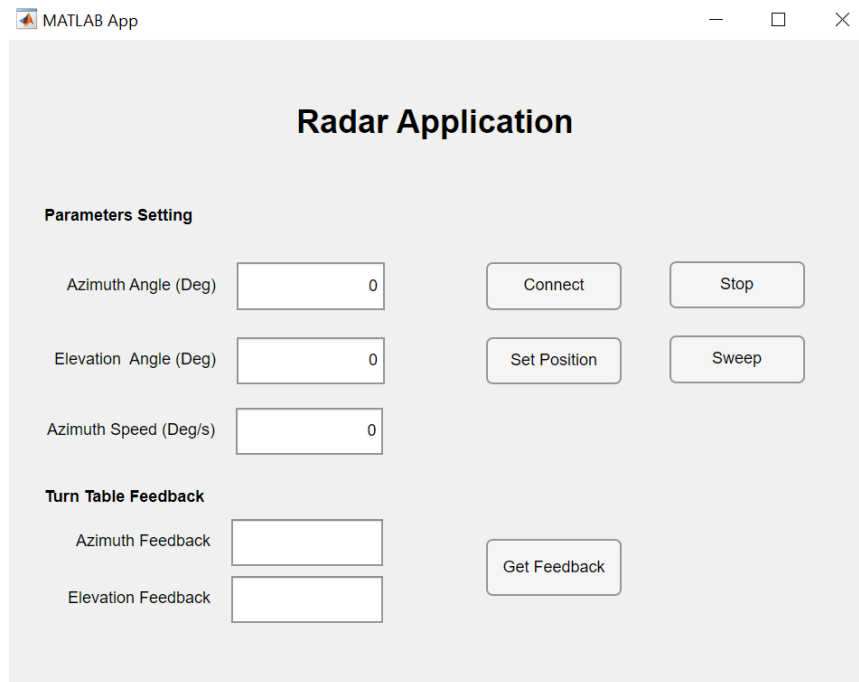 MATLAB App
Radar Application
Parameters Setting
Azimuth Angle (Deg) 0 Connect Stop
Elevation  Angle (Deg) 0 Set Position Sweep
Azimuth Speed (Deg/s) 0
Turn Table Feedback
Azimuth Feedback
Get Feedback
Elevation Feedback